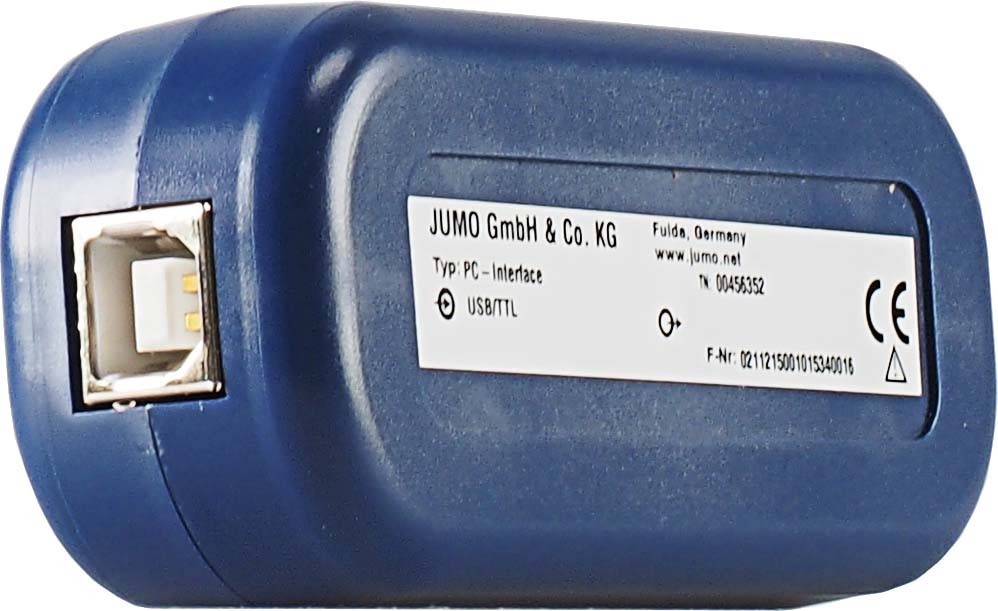 JUMO GmbH & Co. KG
Fulda, Germany
www.jumo.net
Typ: PC-Interface
TN: 00456352
USB/TTL
F-Nr: 0211215001015340016
CE